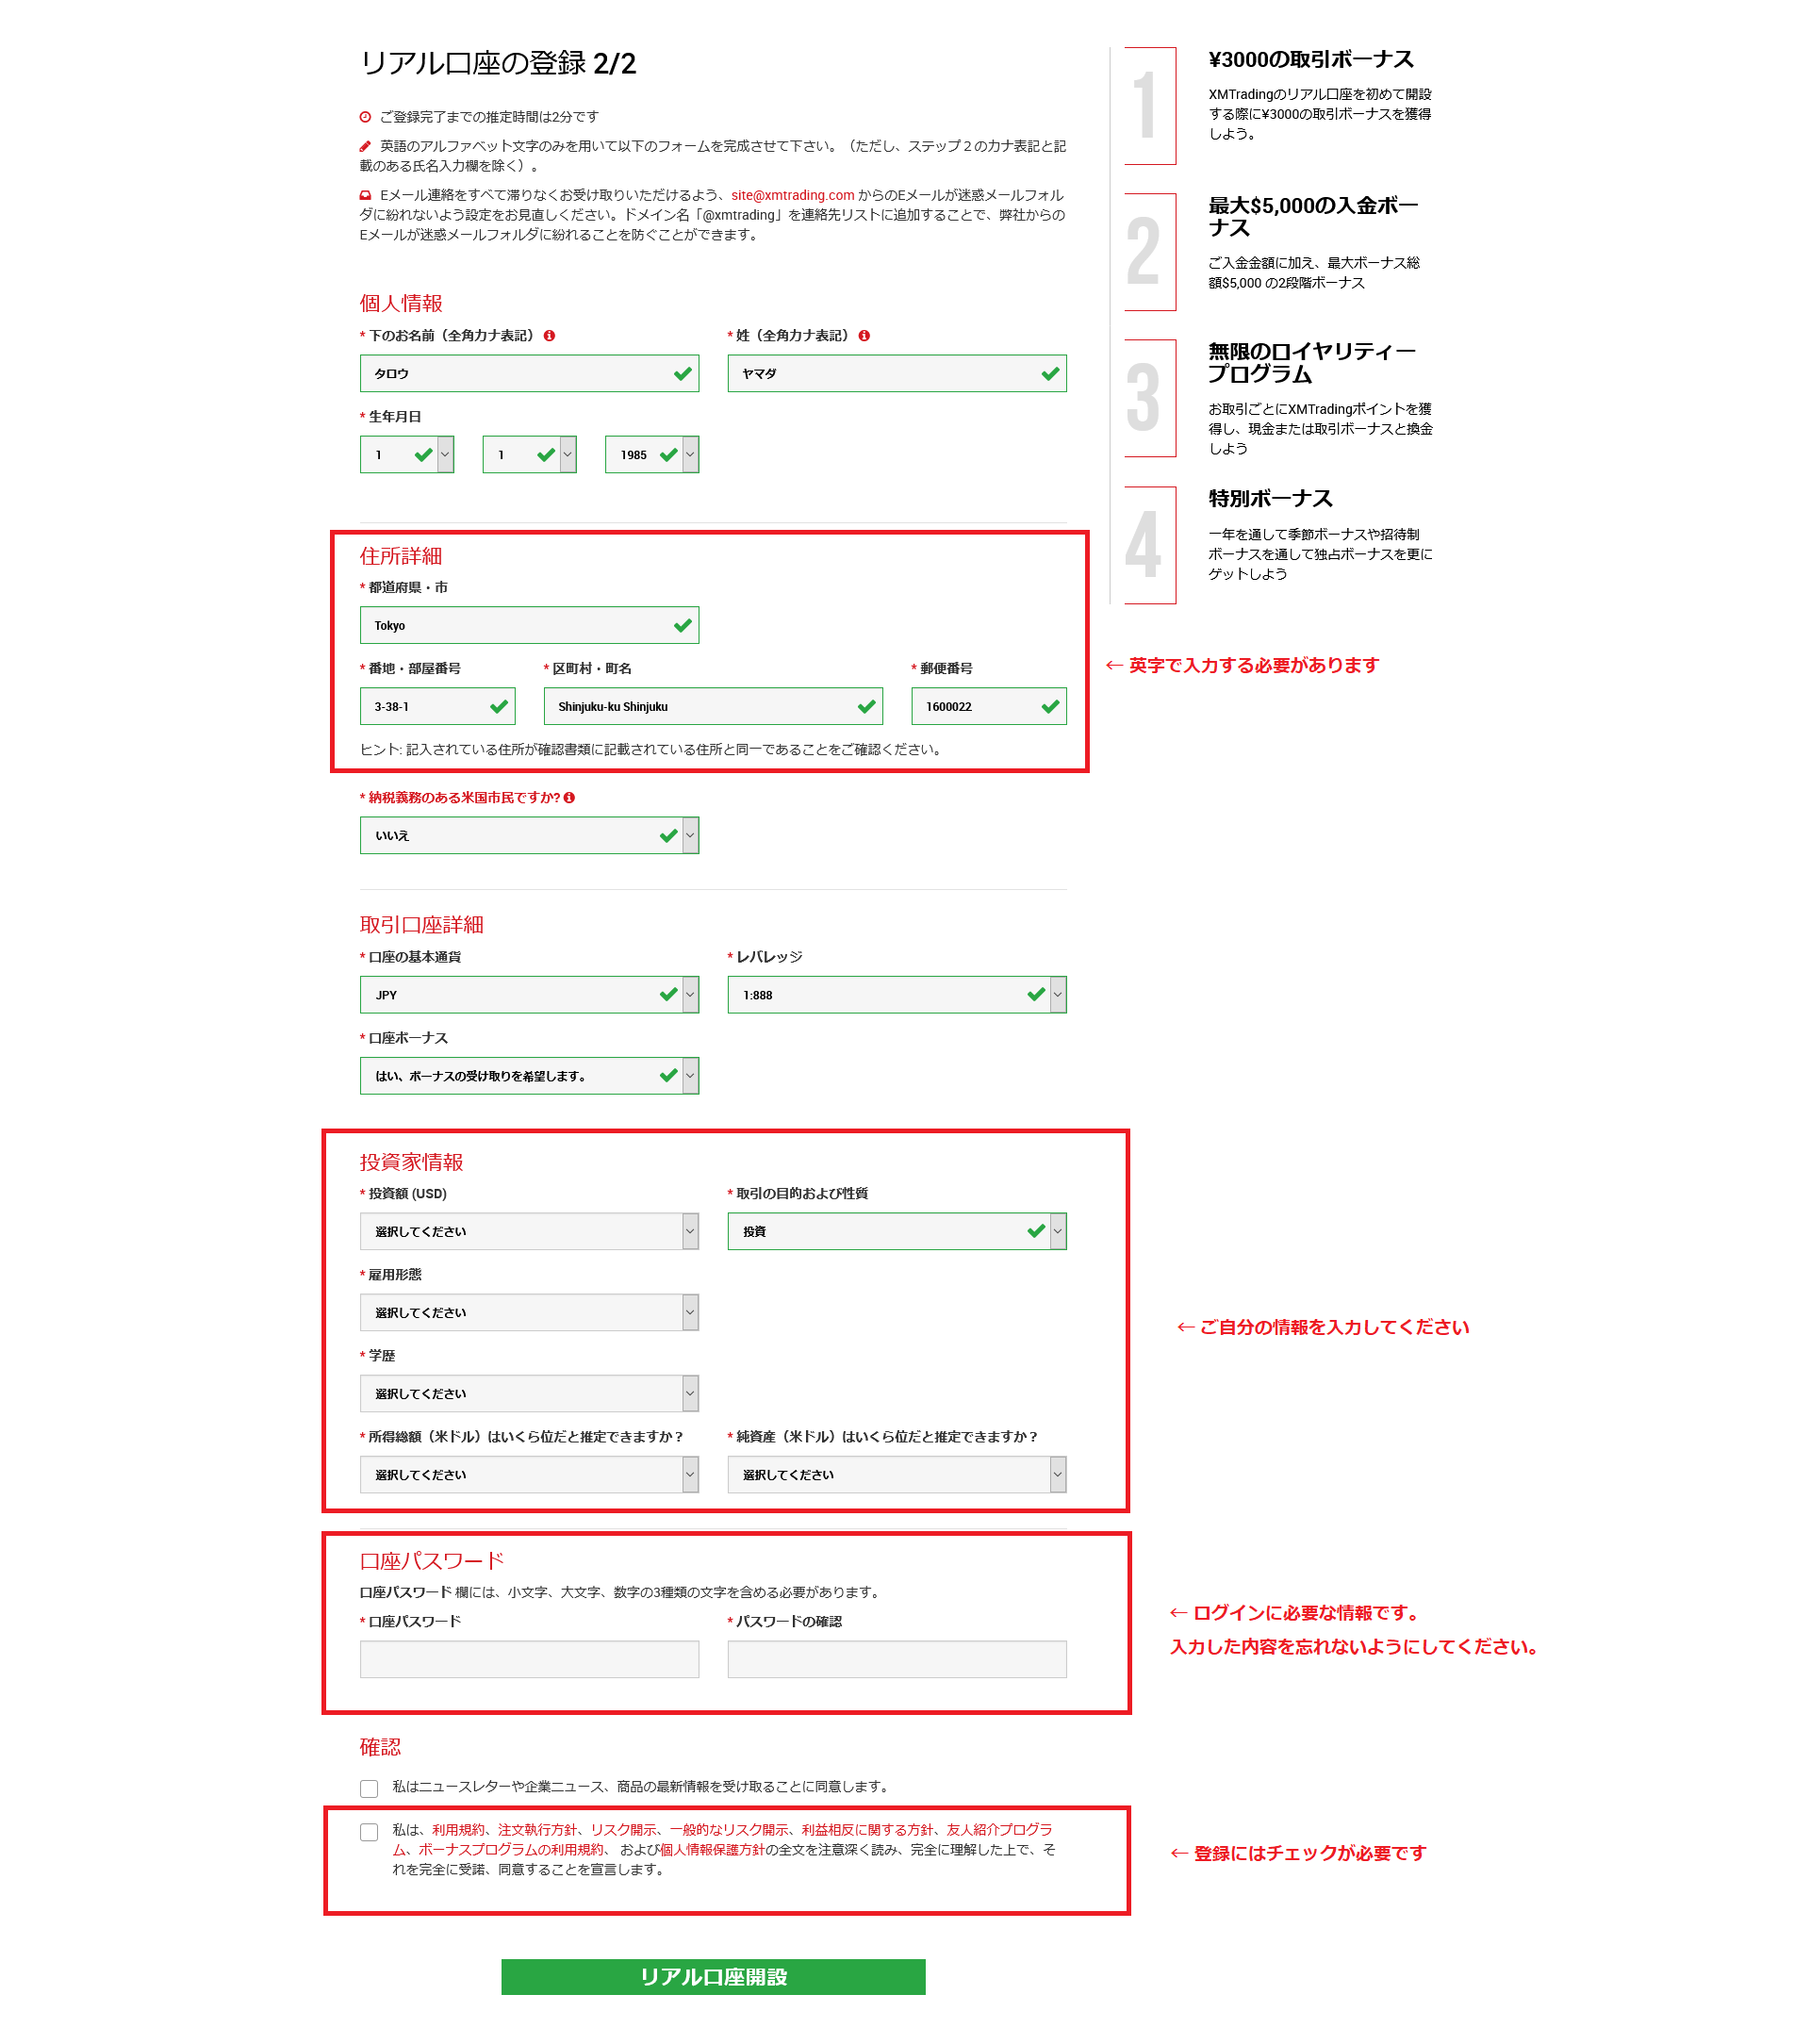 リアル口座の登録 2/2
ご登録完了までの推定時間は2分です
英語のアルファベット文字のみを用いて以下のフォームを完成させて下さい。（ただし、ステップ２のカナ表記と記
載のある氏名入力欄を除く）。
Eメール連絡をすべて滞りなくお受け取りいただけるよう、site@xmtrading.com からのEメールが迷惑メールフォル
ダに紛れないよう設定をお見直しください。ドメイン名「@xmtrading」を連絡先リストに追加することで、弊社からの
Eメールが迷惑メールフォルダに紛れることを防ぐことができます。
個人情報
* 下のお名前（全角カナ表記）
* 姓（全角カナ表記）
タロウ
ヤマダ
* 生年月日
1
1
1985
住所詳細
* 都道府県・市
Tokyo
* 番地・部屋番号
* 区町村・町名
* 郵便番号
3-38-1
Shinjuku-ku Shinjuku
1600022
ヒント: 記入されている住所が確認書類に記載されている住所と同一であることをご確認ください。
← 英字で入力する必要があります
* 納税義務のある米国市民ですか?
いいえ
取引口座詳細
* 口座の基本通貨
* レバレッジ
JPY
1:888
* 口座ボーナス
はい、ボーナスの受け取りを希望します。
投資家情報
* 投資額 (USD)
* 取引の目的および性質
選択してください
投資
* 雇用形態
選択してください
* 学歴
選択してください
* 所得総額（米ドル）はいくら位だと推定できますか？
* 純資産（米ドル）はいくら位だと推定できますか？
選択してください
選択してください
← ご自分の情報を入力してください
口座パスワード
口座パスワード 欄には、小文字、大文字、数字の3種類の文字を含める必要があります。
* 口座パスワード
* パスワードの確認
← ログインに必要な情報です。
入力した内容を忘れないようにしてください。
確認
私はニュースレターや企業ニュース、商品の最新情報を受け取ることに同意します。
私は、利用規約、注文執行方針、リスク開示、一般的なリスク開示、利益相反に関する方針、友人紹介プログラ
ム、ボーナスプログラムの利用規約、 および個人情報保護方針の全文を注意深く読み、完全に理解した上で、そ
れを完全に受諾、同意することを宣言します。
← 登録にはチェックが必要です
リアル口座開設
1
¥3000の取引ボーナス
XMTradingのリアル口座を初めて開設
する際に¥3000の取引ボーナスを獲得
しよう。
2
最大$5,000の入金ボー
ナス
ご入金金額に加え、最大ボーナス総
額$5,000 の2段階ボーナス
3
無限のロイヤリティー
プログラム
お取引ごとにXMTradingポイントを獲
得し、現金または取引ボーナスと換金
しよう
4
特別ボーナス
一年を通して季節ボーナスや招待制
ボーナスを通して独占ボーナスを更に
ゲットしよう